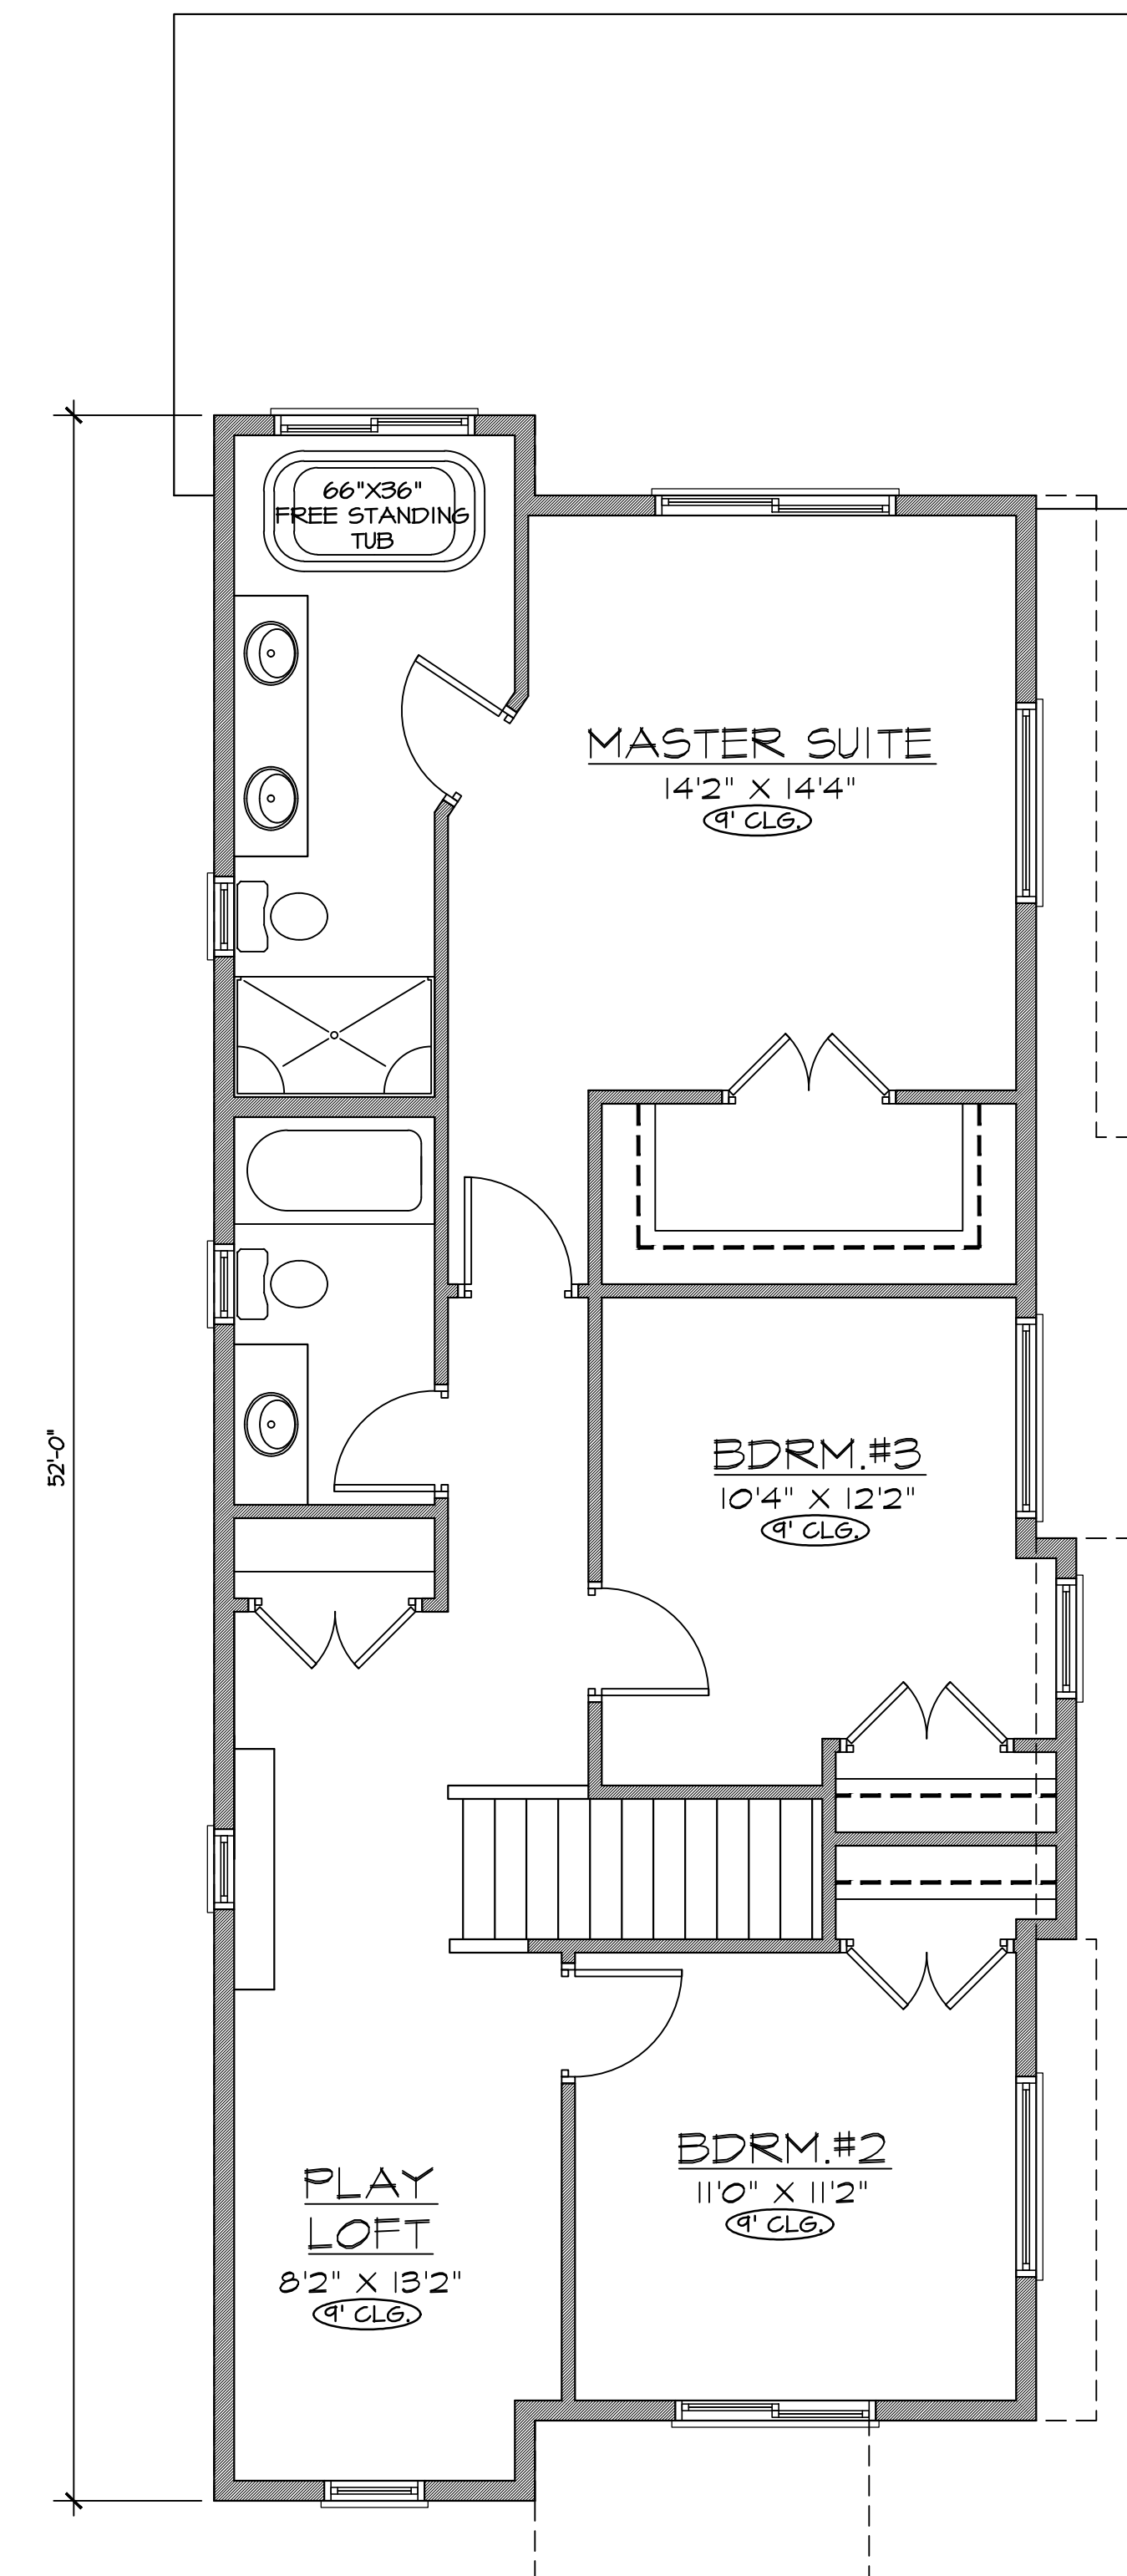 66"X36"
FREE STANDING
TUB
MASTER SUITE
14'2" X 14'4"
9' CLG.
52'-0"
BDRM.#3
10'4" X 12'2"
9' CLG.
BDRM.#2
11'0" X 11'2"
9' CLG.
PLAY
LOFT
8'2" X 13'2"
9' CLG.